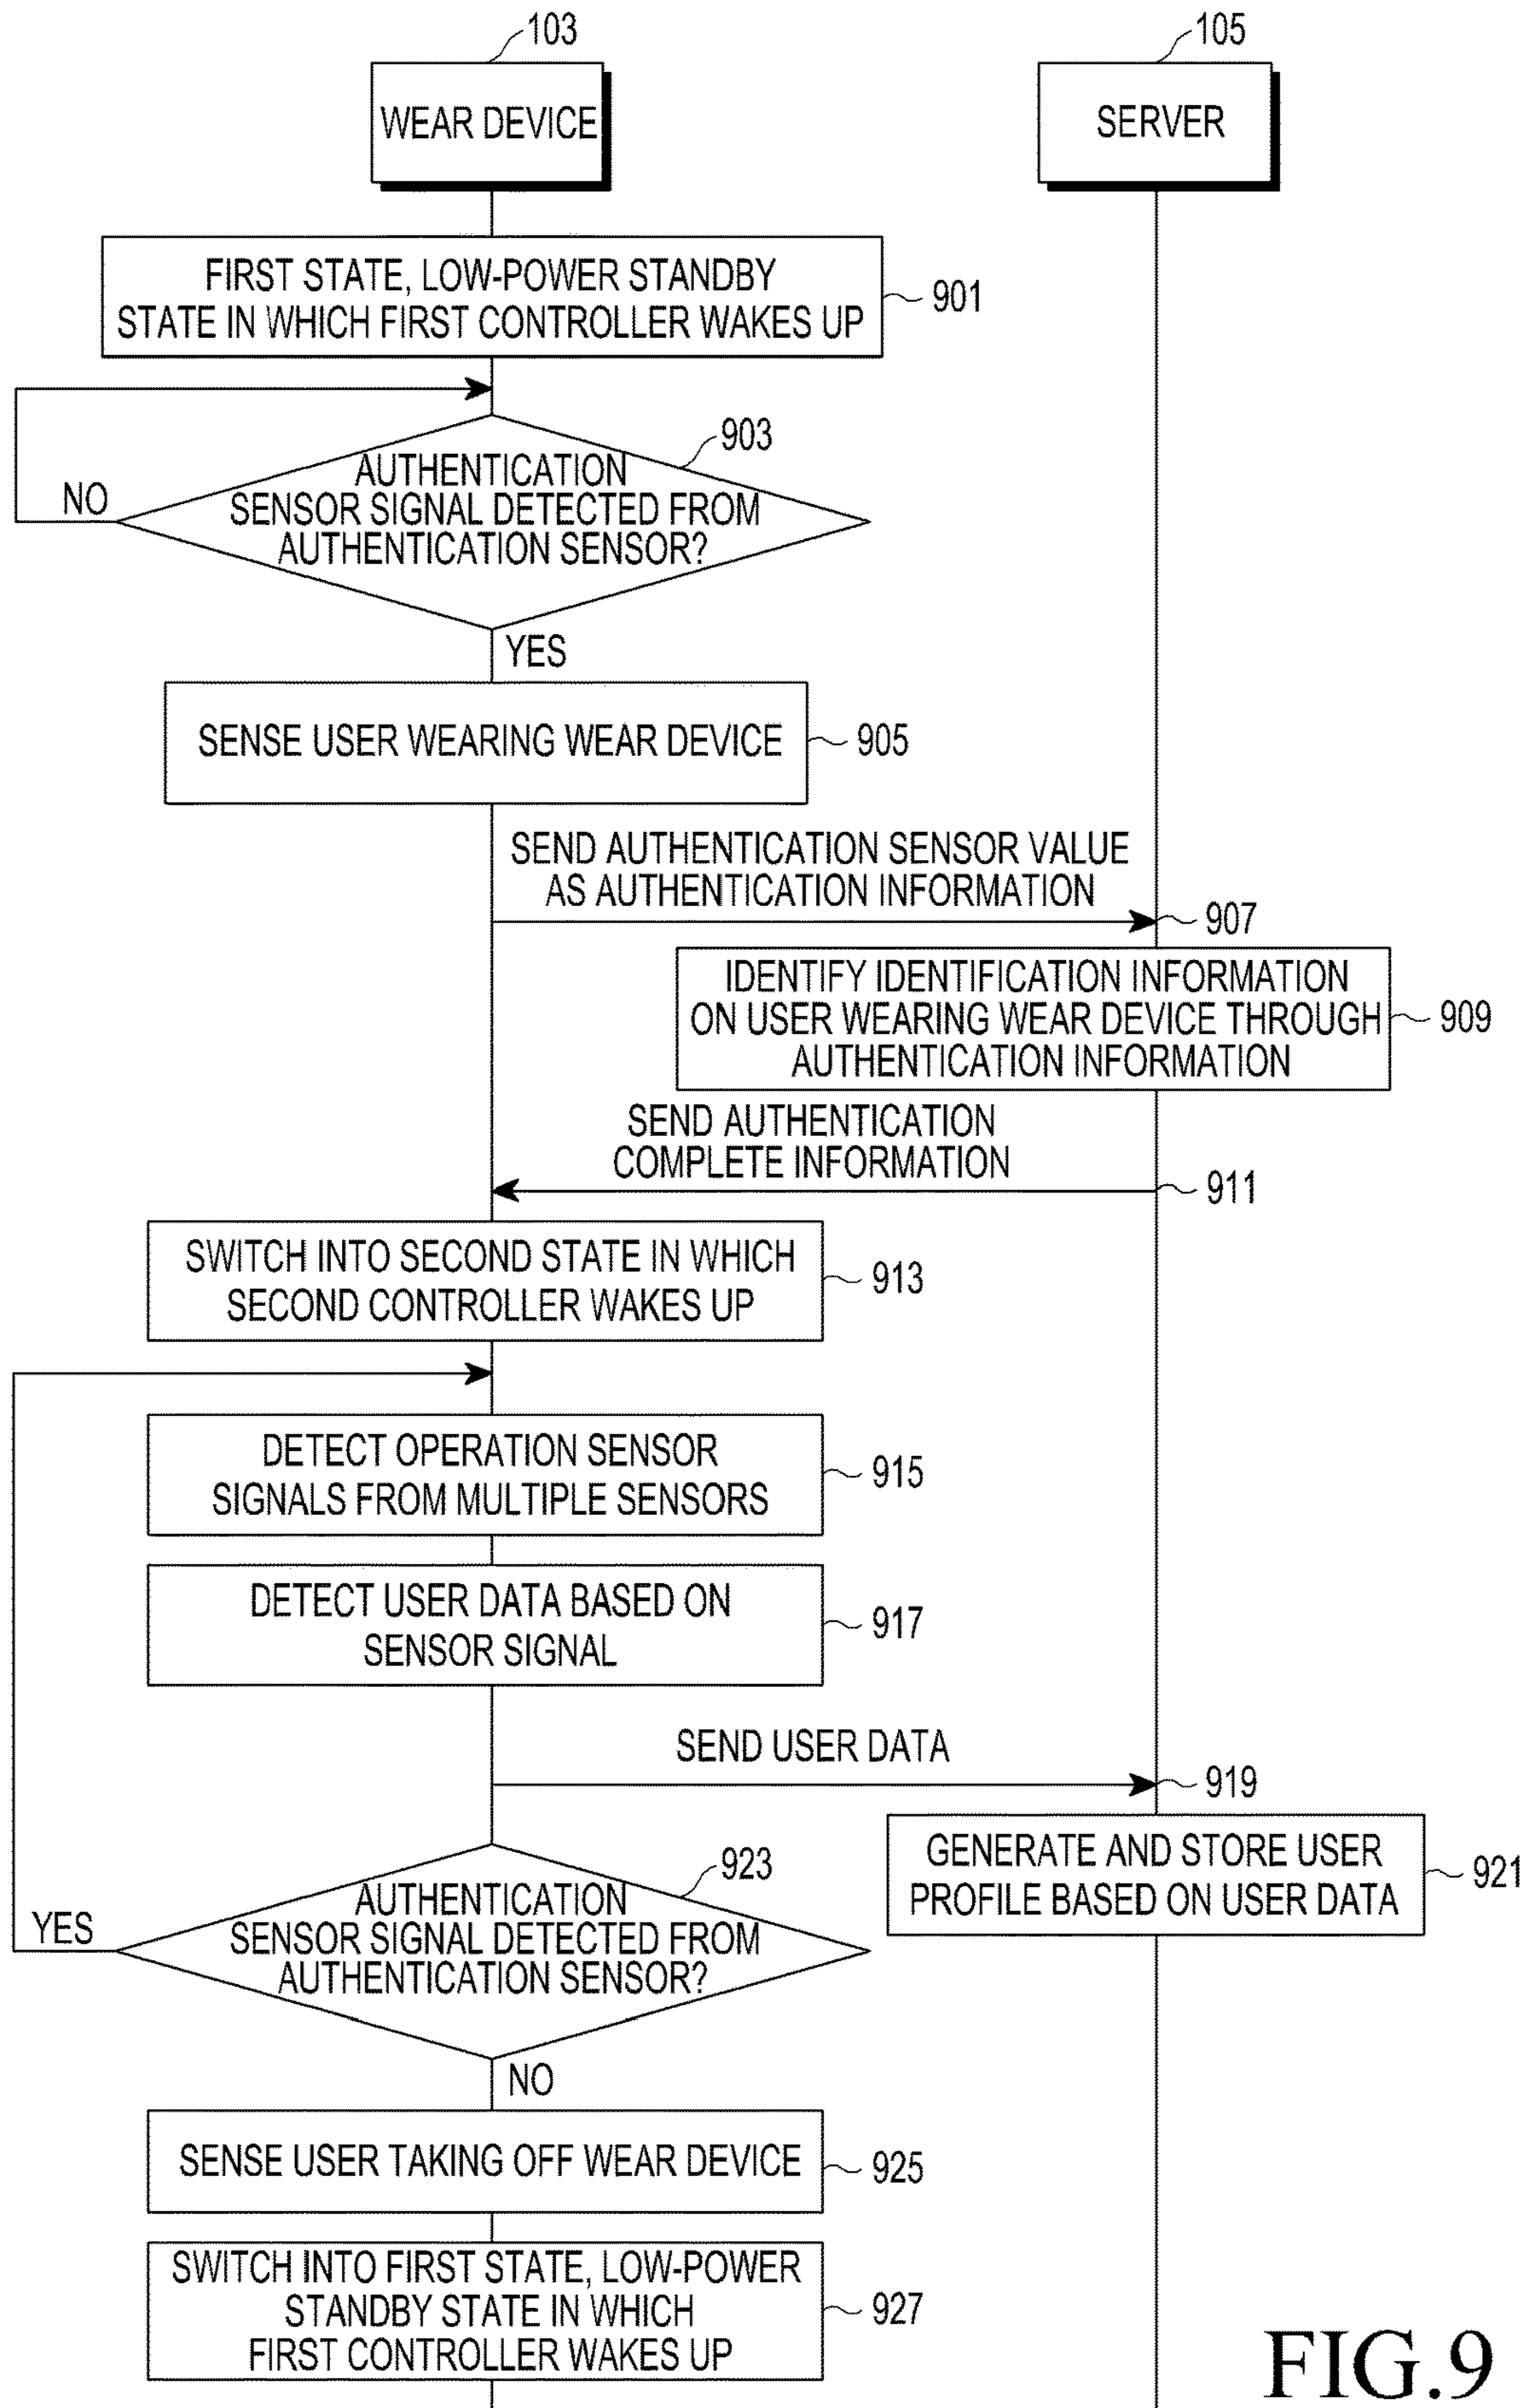 103
105
WEAR DEVICE
SERVER
FIRST STATE, LOW-POWER STANDBY
STATE IN WHICH FIRST CONTROLLER WAKES UP
901
903
AUTHENTICATION
SENSOR SIGNAL DETECTED FROM
AUTHENTICATION SENSOR?
NO
YES
SENSE USER WEARING WEAR DEVICE
905
SEND AUTHENTICATION SENSOR VALUE
AS AUTHENTICATION INFORMATION
907
IDENTIFY IDENTIFICATION INFORMATION
ON USER WEARING WEAR DEVICE THROUGH
AUTHENTICATION INFORMATION
909
SEND AUTHENTICATION
COMPLETE INFORMATION
911
SWITCH INTO SECOND STATE IN WHICH
SECOND CONTROLLER WAKES UP
913
DETECT OPERATION SENSOR
SIGNALS FROM MULTIPLE SENSORS
915
DETECT USER DATA BASED ON
SENSOR SIGNAL
917
SEND USER DATA
919
GENERATE AND STORE USER
PROFILE BASED ON USER DATA
921
923
AUTHENTICATION
SENSOR SIGNAL DETECTED FROM
AUTHENTICATION SENSOR?
YES
NO
SENSE USER TAKING OFF WEAR DEVICE
925
SWITCH INTO FIRST STATE, LOW-POWER
STANDBY STATE IN WHICH
FIRST CONTROLLER WAKES UP
927
FIG.9